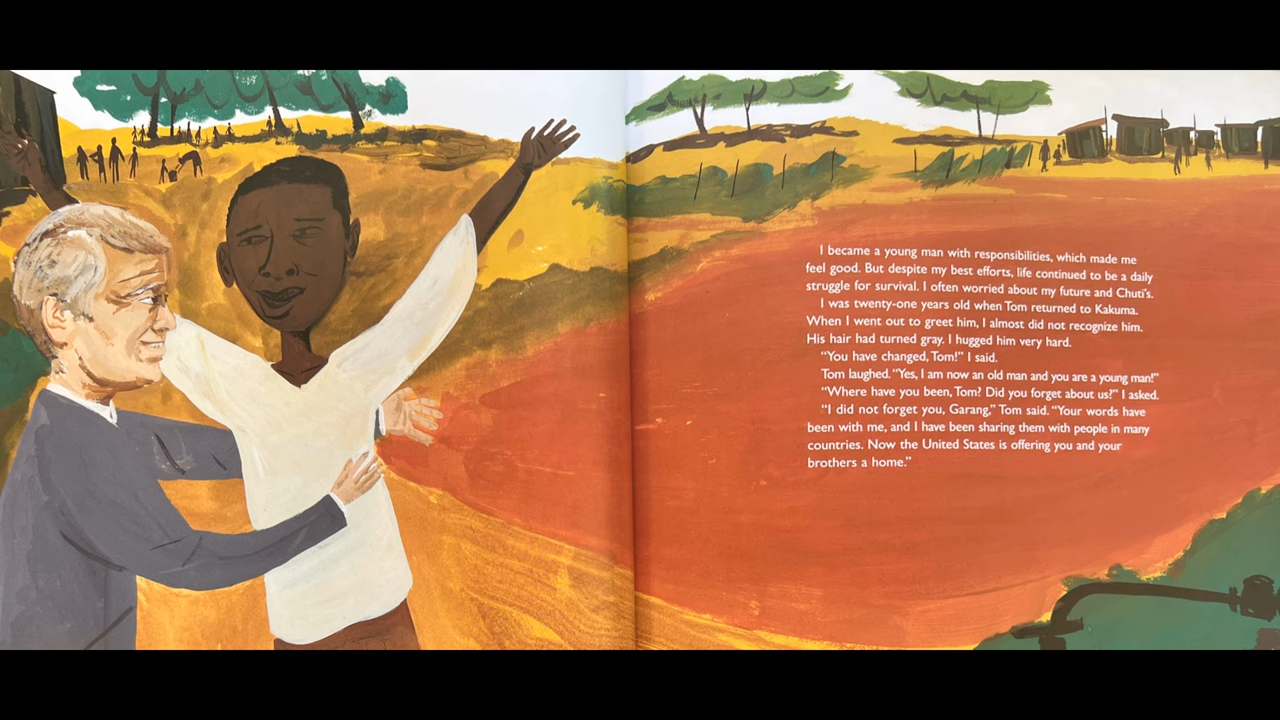 I became a young man with responsibilities, which made me
feel good. But despite my best efforts, life continued to be a daily
struggle for survival. I often worried about my future and Chuti's.
I was twenty-one years old when Tom returned to Kakuma.
When I went out to greet him, I almost did not recognize him.
His hair had turned gray. I hugged him very hard.
"You have changed, Tom!" I said.
Tom laughed. "Yes, I am now an old man and you are a young man!"
"Where have you been, Tom? Did you forget about us?" I asked.
"I did not forget you, Garang," Tom said. "Your words have
been with me, and I have been sharing them with people in many
countries. Now the United States is offering you and your
brothers a home."